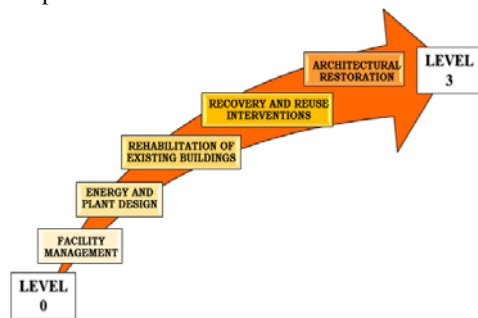 ARCHITECTURAL
RESTORATION
LEVEL
3
RECOVERY AND REUSE
INTERVENTIONS
REHABILITATION OF
EXISTING BUILDINGS
ENERGY AND
PLANT DESIGN
FACILITY
MANAGEMENT
LEVEL
0